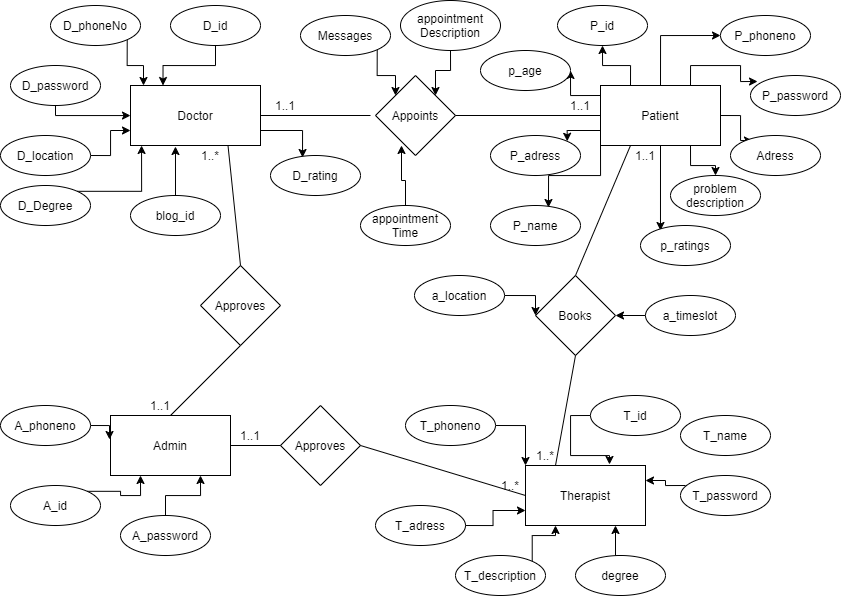 D_phoneNo
D_id
Messages
appointment
Description
P_id
P_phoneno
D_password
p_age
P_password
Doctor
1..1
Appoints
1..1
Patient
D_location
1..*
D_rating
P_adress
1..1
Adress
D_Degree
blog_id
appointment
Time
P_name
problem
description
p_ratings
Approves
a_location
Books
a_timeslot
1..1
A_phoneno
Admin
1..1
Approves
T_phoneno
T_id
T_name
1..*
1..*
Therapist
T_password
A_id
A_password
T_adress
T_description
degree